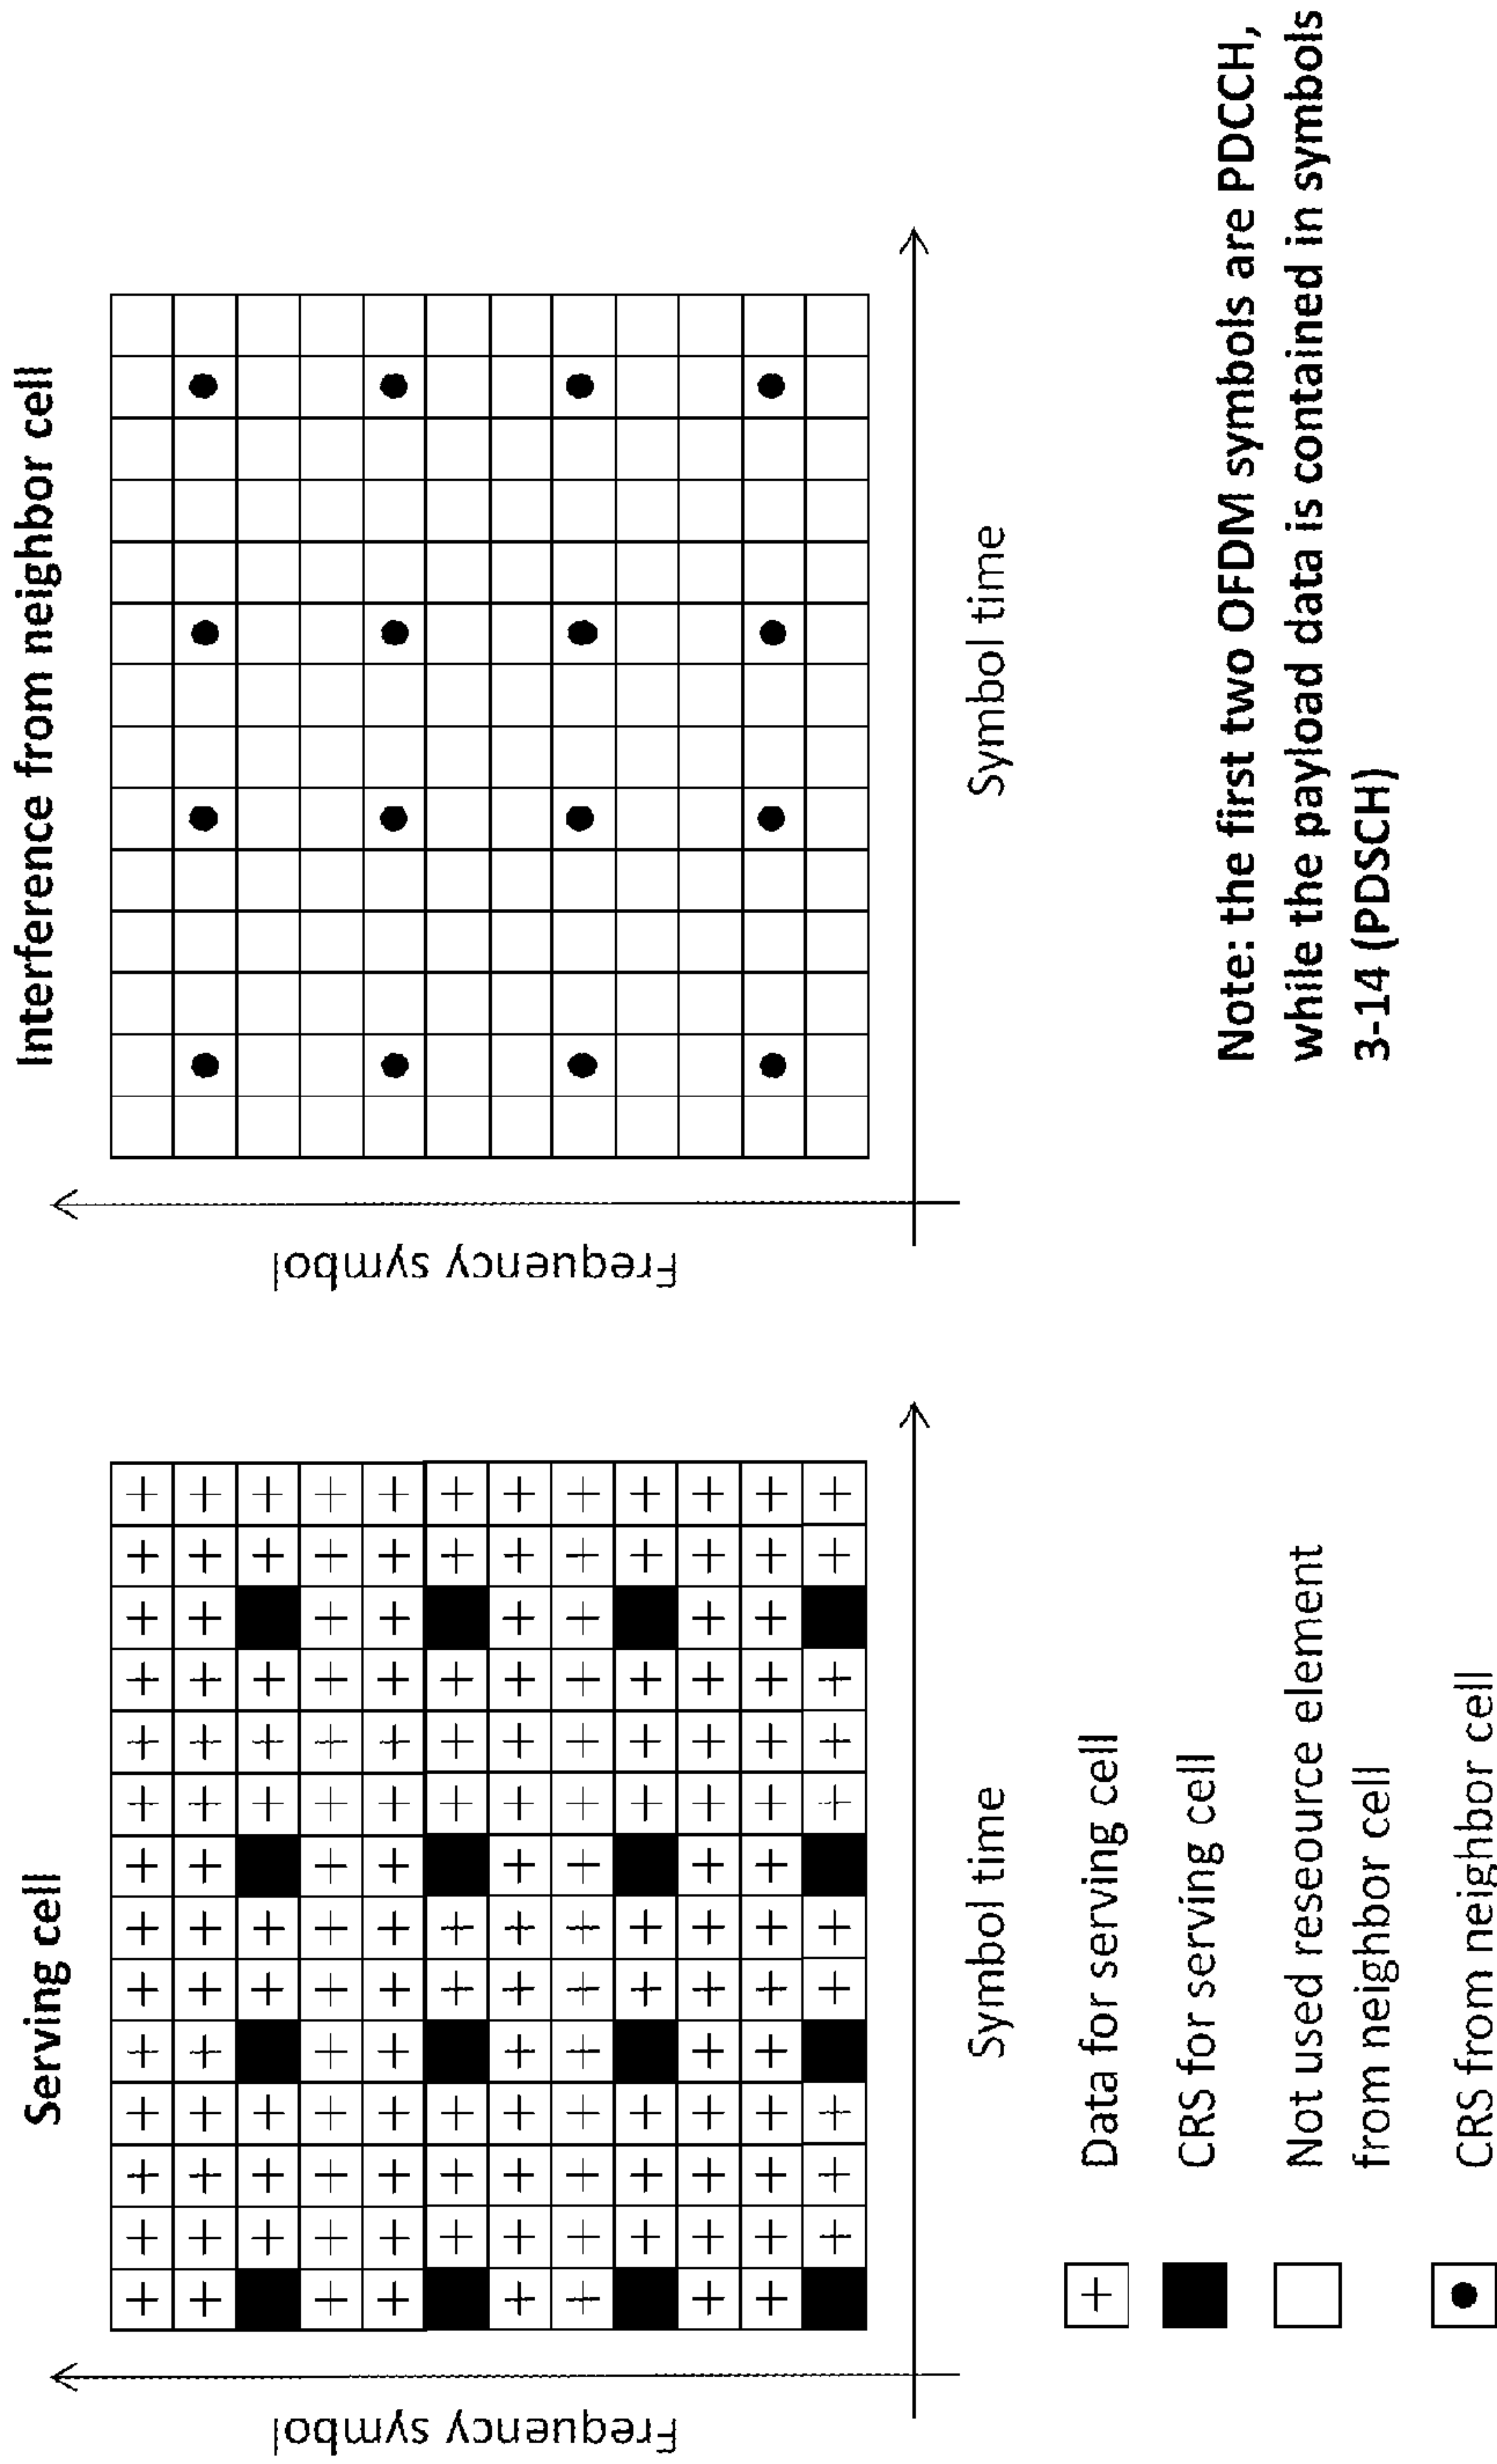 Serving cell
Frequency symbol
Symbol time
Interference from neighbor cell
Frequency symbol
Symbol time
Data for serving cell
CRS for serving cell
Not used reseource element
from neighbor cell
CRS from neighbor cell
Note: the first two OFDM symbols are PDCCH,
while the payload data is contained in symbols
3-14 (PDSCH)